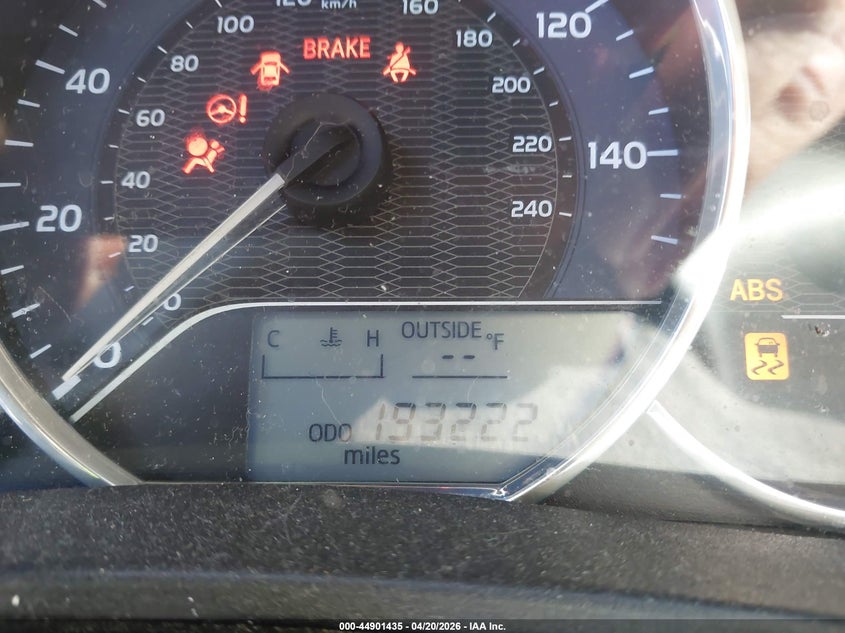 120 km/h 160
100 BRAKE 180 120
40 80 200
60 220 140
40
20 240
20
0
0
ABS
C H OUTSIDE °F
--
ODO 193222
miles
000-44901435 - 04/20/2026 - IAA Inc.